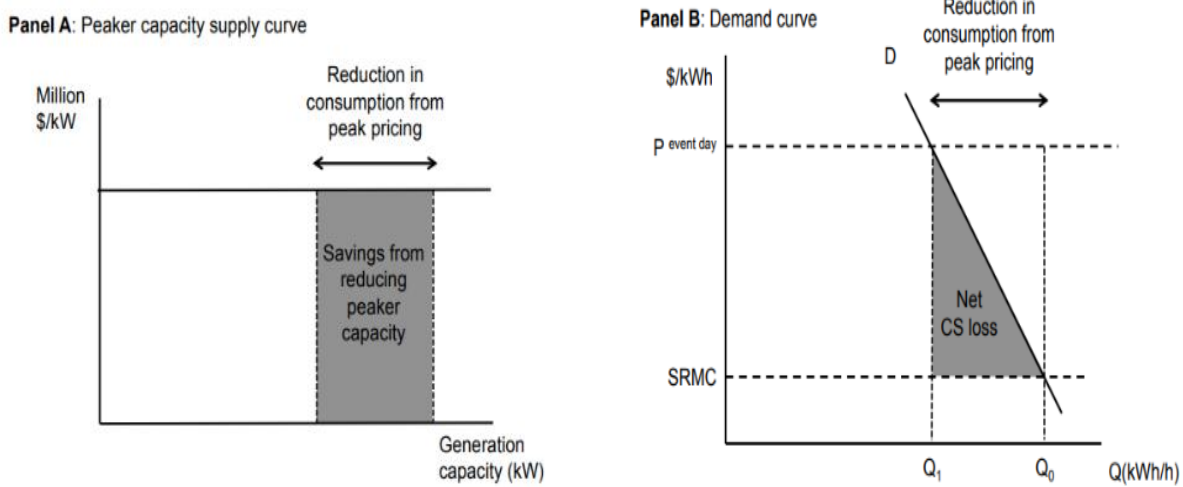 Panel A: Peaker capacity supply curve
Million
$/kW
Reduction in
consumption from
peak pricing
Savings from
reducing
peaker
capacity
Generation
capacity (kW)
Panel B: Demand curve
Reduction in
consumption from
peak pricing
D
$/kWh
P event day
Net
CS loss
SRMC
Q₁
Q₀
Q(kWh/h)